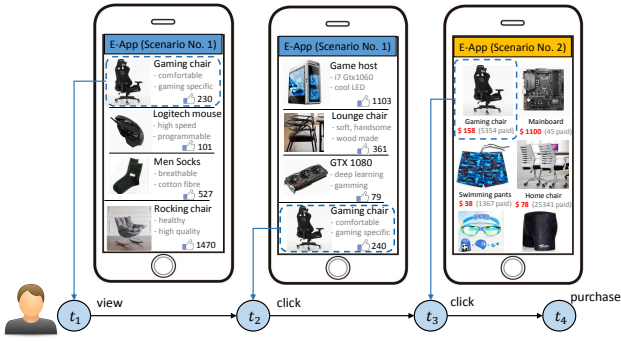 E-App (Scenario No. 1)
Gaming chair
- comfortable
- gaming specific
230
Logitech mouse
- high speed
- programmable
101
Men Socks
- breathable
- cotton fibre
527
Rocking chair
- healthy
- high quality
1470
E-App (Scenario No. 1)
Game host
- i7 Gtx1060
- cool LED
1103
Lounge chair
- soft, handsome
- wood made
361
GTX 1080
- deep learning
- gamming
79
Gaming chair
- comfortable
- gaming specific
240
E-App (Scenario No. 2)
Gaming chair
$ 158 (5354 paid)
Mainboard
$ 1100 (45 paid)
Swimming pants
$ 38 (1367 paid)
Home chair
$ 78 (25341 paid)
t1
view
t2
click
t3
click
t4
purchase